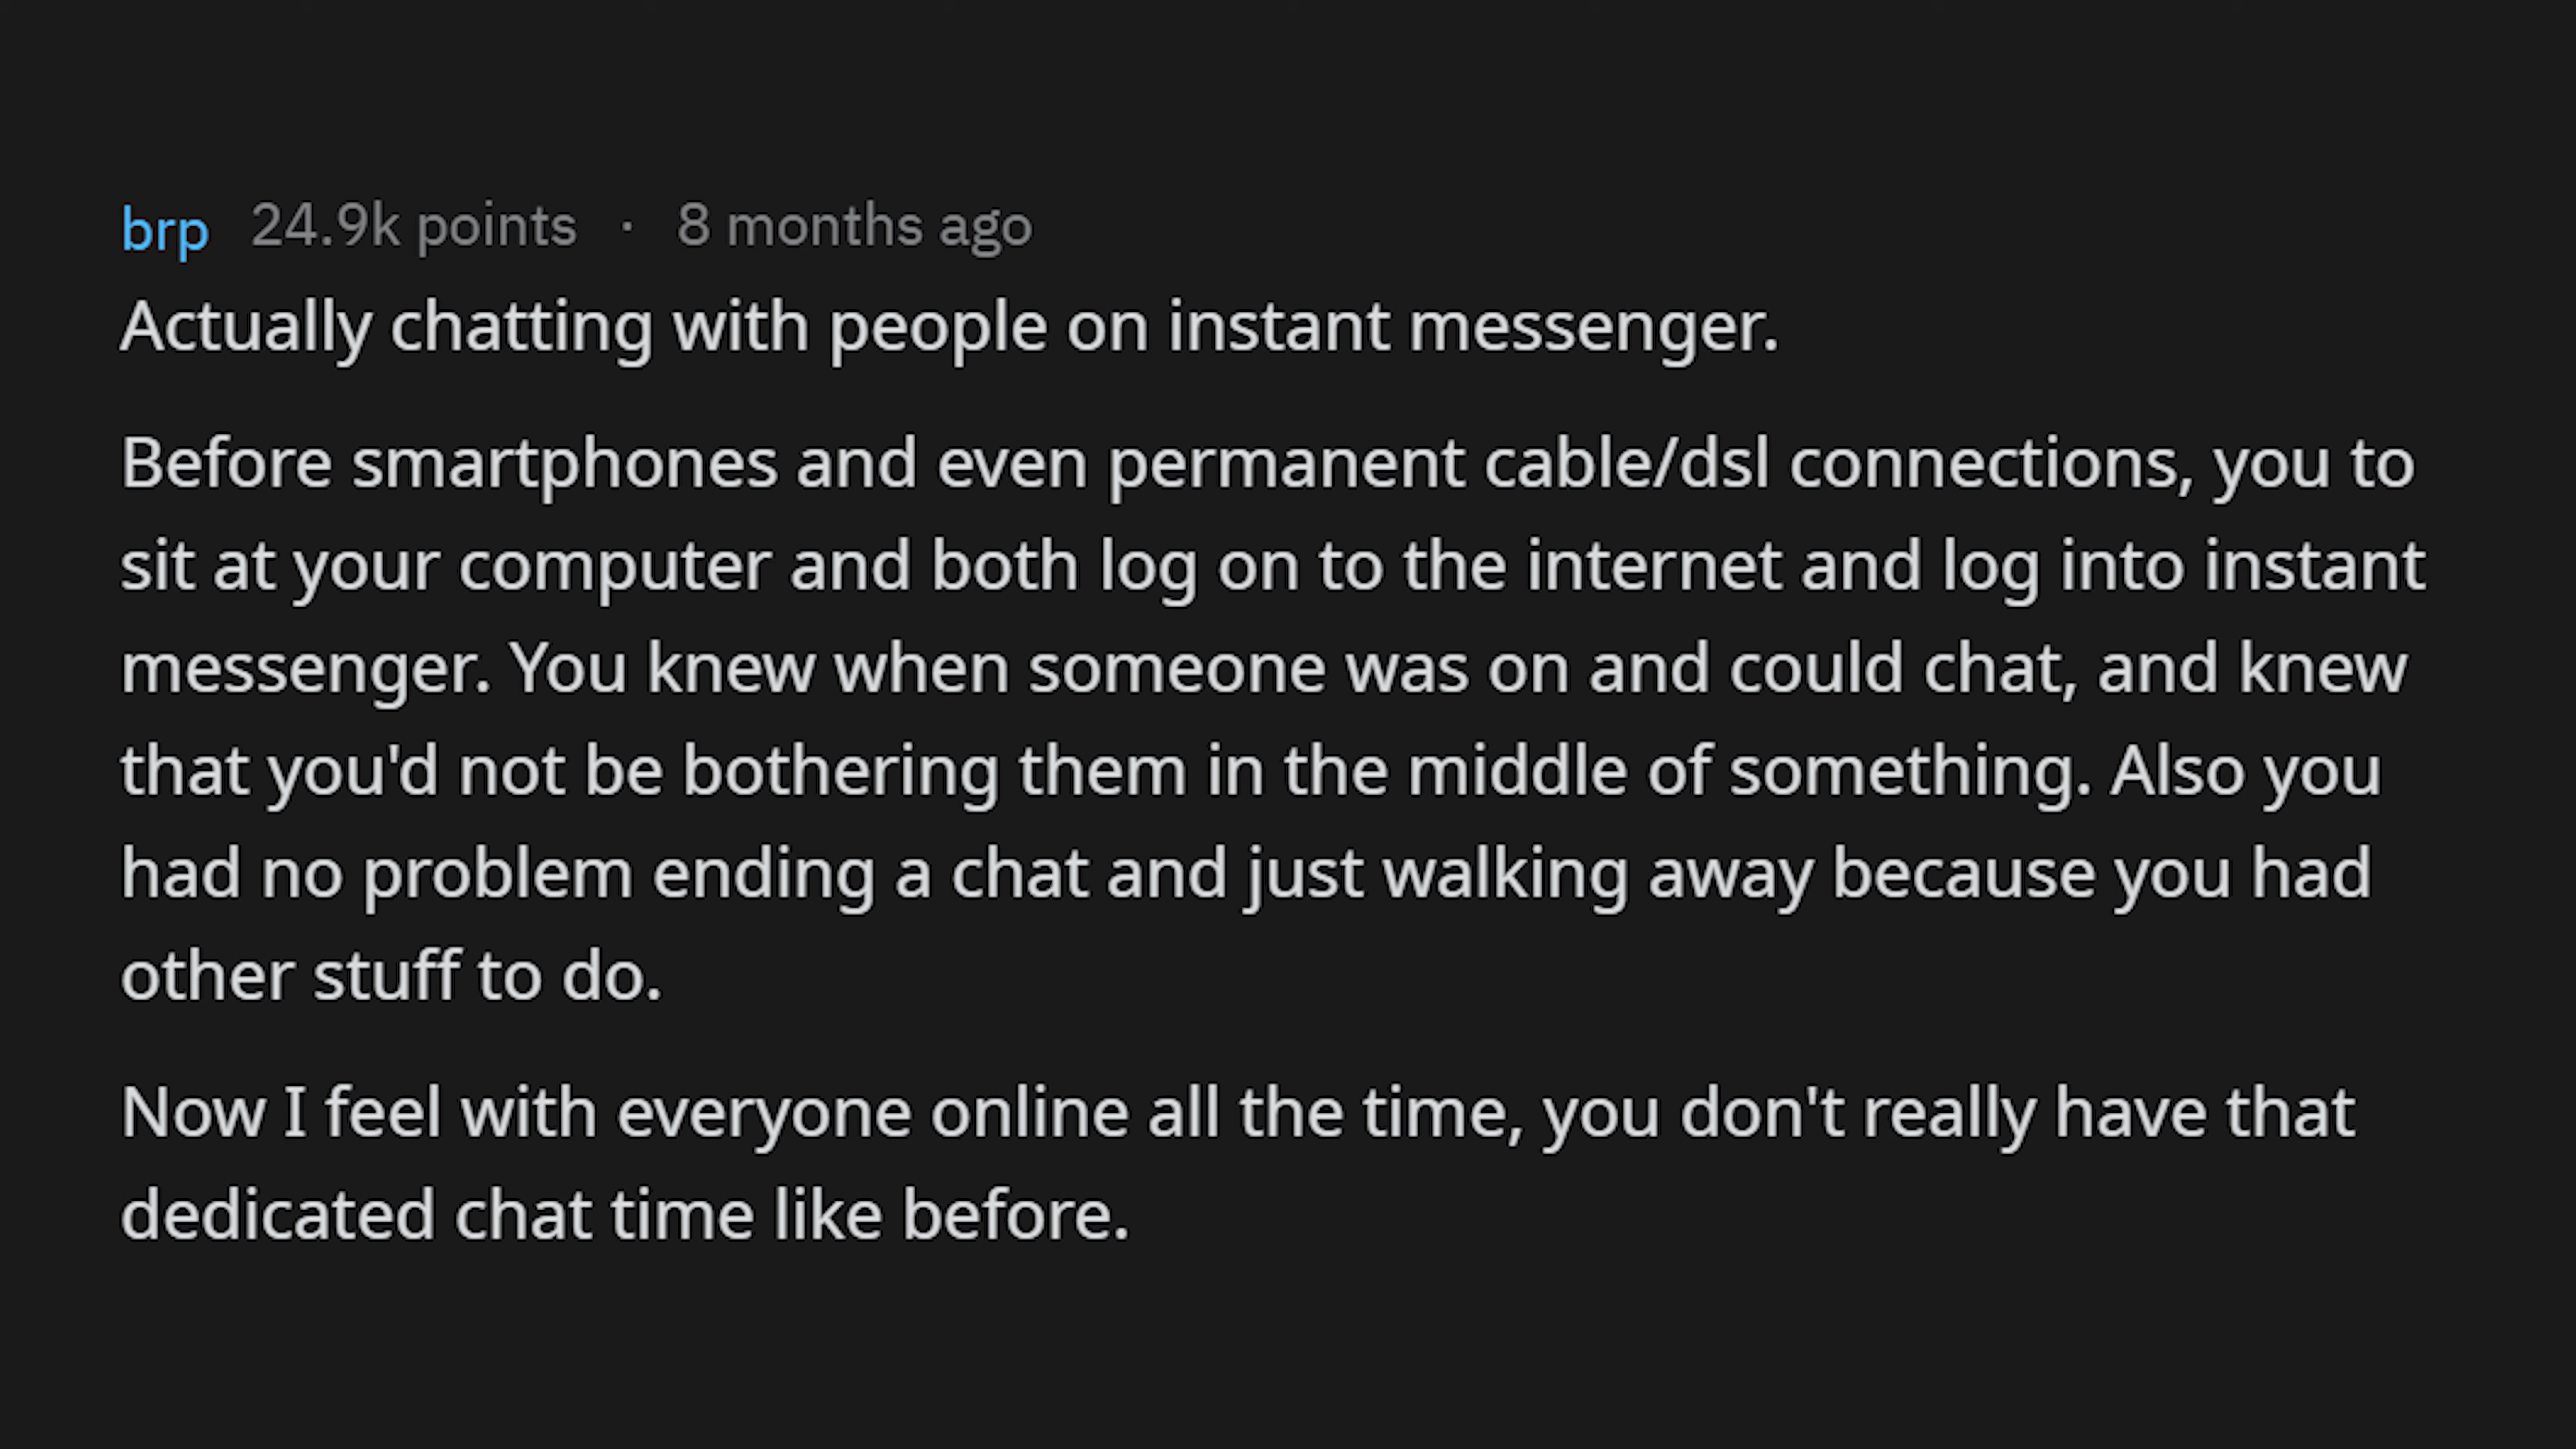 brp 24.9k points · 8 months ago
Actually chatting with people on instant messenger.
Before smartphones and even permanent cable/dsl connections, you to
sit at your computer and both log on to the internet and log into instant
messenger. You knew when someone was on and could chat, and knew
that you'd not be bothering them in the middle of something. Also you
had no problem ending a chat and just walking away because you had
other stuff to do.
Now I feel with everyone online all the time, you don't really have that
dedicated chat time like before.